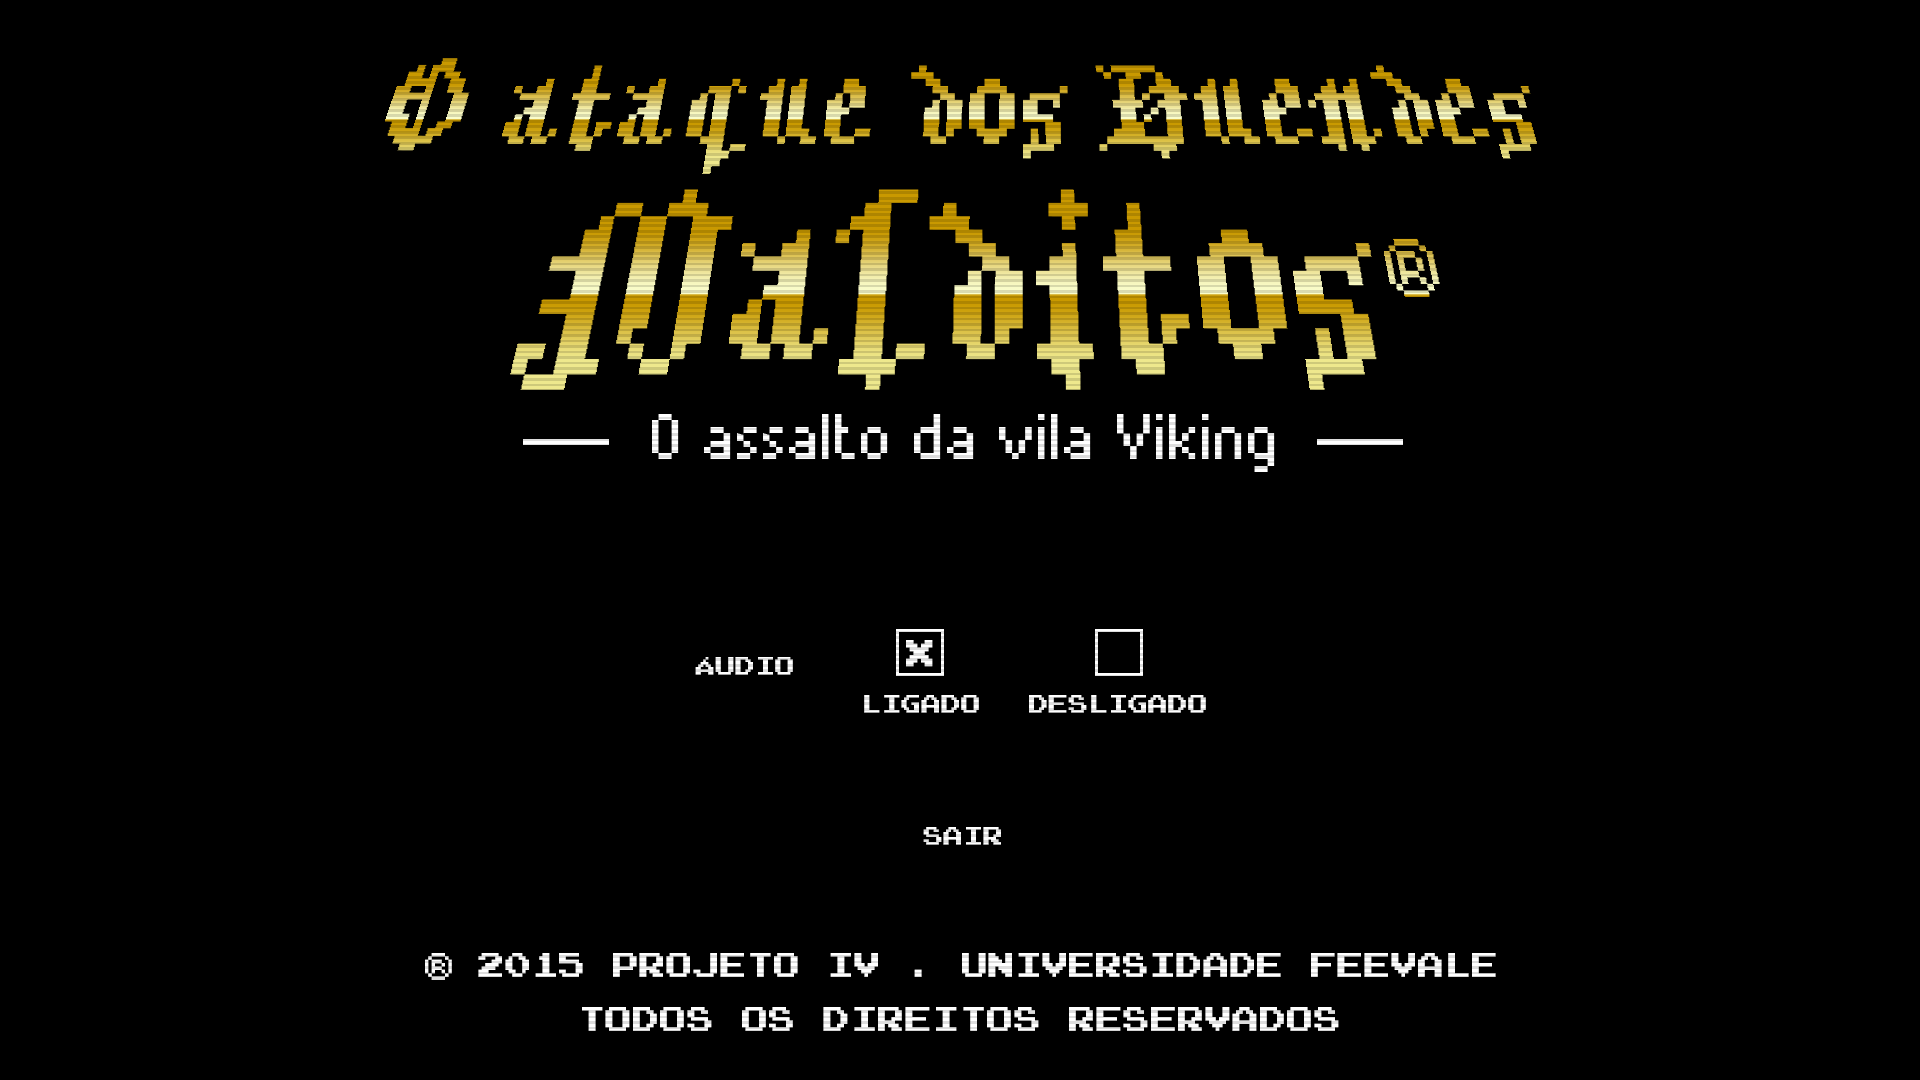 O ataque dos Duendes
Malditos®
O assalto da vila Viking
AUDIO
LIGADO DESLIGADO
SAIR
® 2015 PROJETO IV . UNIVERSIDADE FEEVALE
TODOS OS DIREITOS RESERVADOS